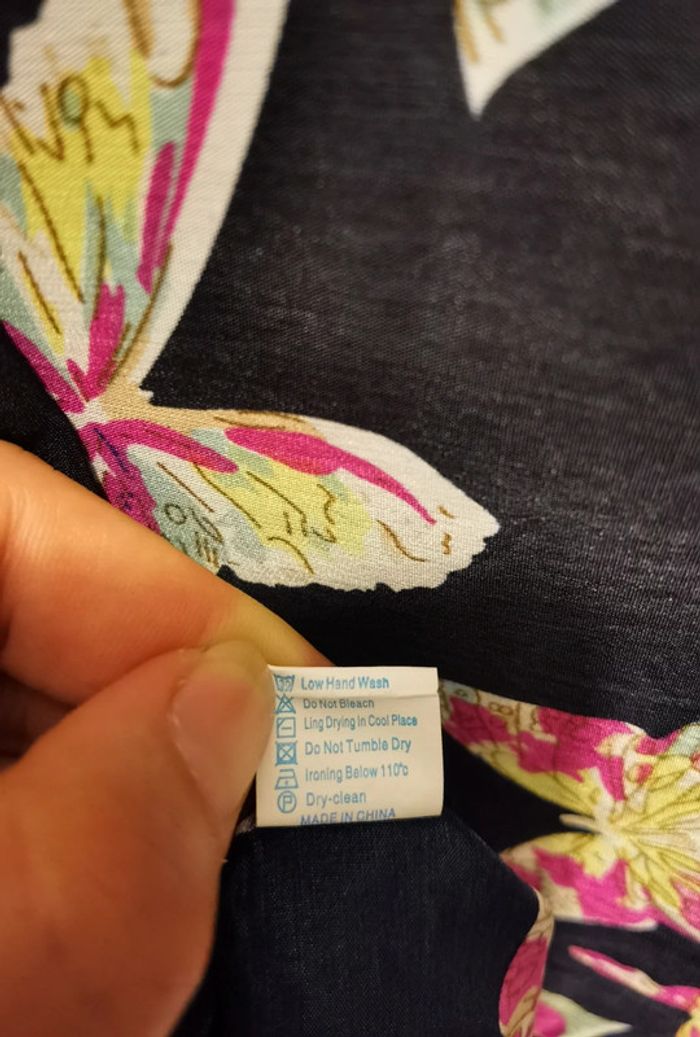 Low Hand Wash
Do Not Bleach
Ling Drying In Cool Place
Do Not Tumble Dry
Ironing Below 110°c
P Dry-clean
MADE IN CHINA